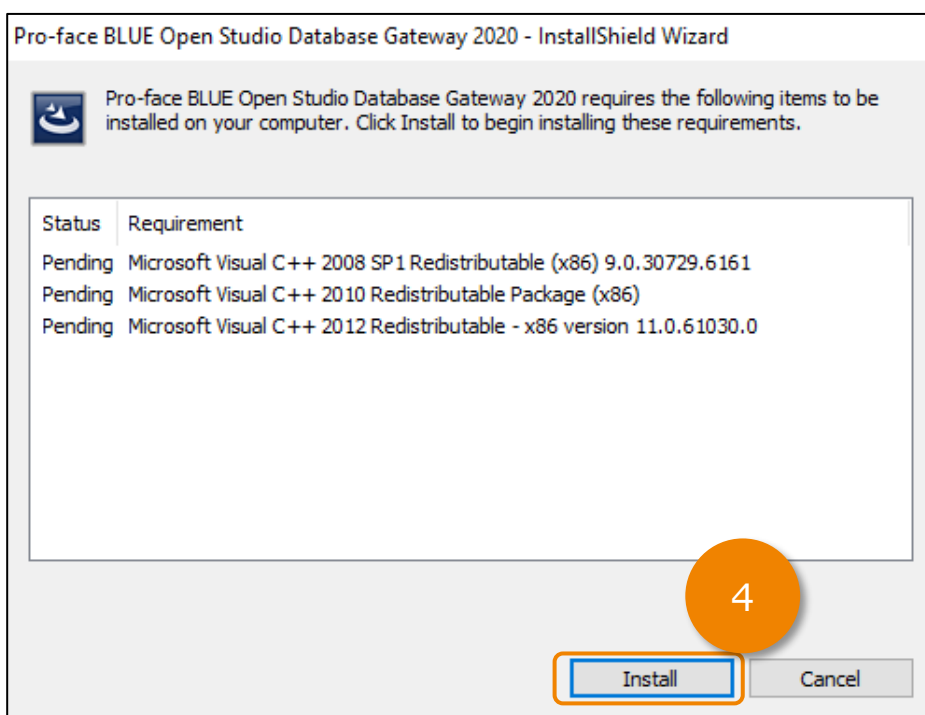 Pro-face BLUE Open Studio Database Gateway 2020 - InstallShield Wizard
Pro-face BLUE Open Studio Database Gateway 2020 requires the following items to be
installed on your computer. Click Install to begin installing these requirements.
Status Requirement
Pending Microsoft Visual C++ 2008 SP1 Redistributable (x86) 9.0.30729.6161
Pending Microsoft Visual C++ 2010 Redistributable Package (x86)
Pending Microsoft Visual C++ 2012 Redistributable - x86 version 11.0.61030.0
4
Install Cancel